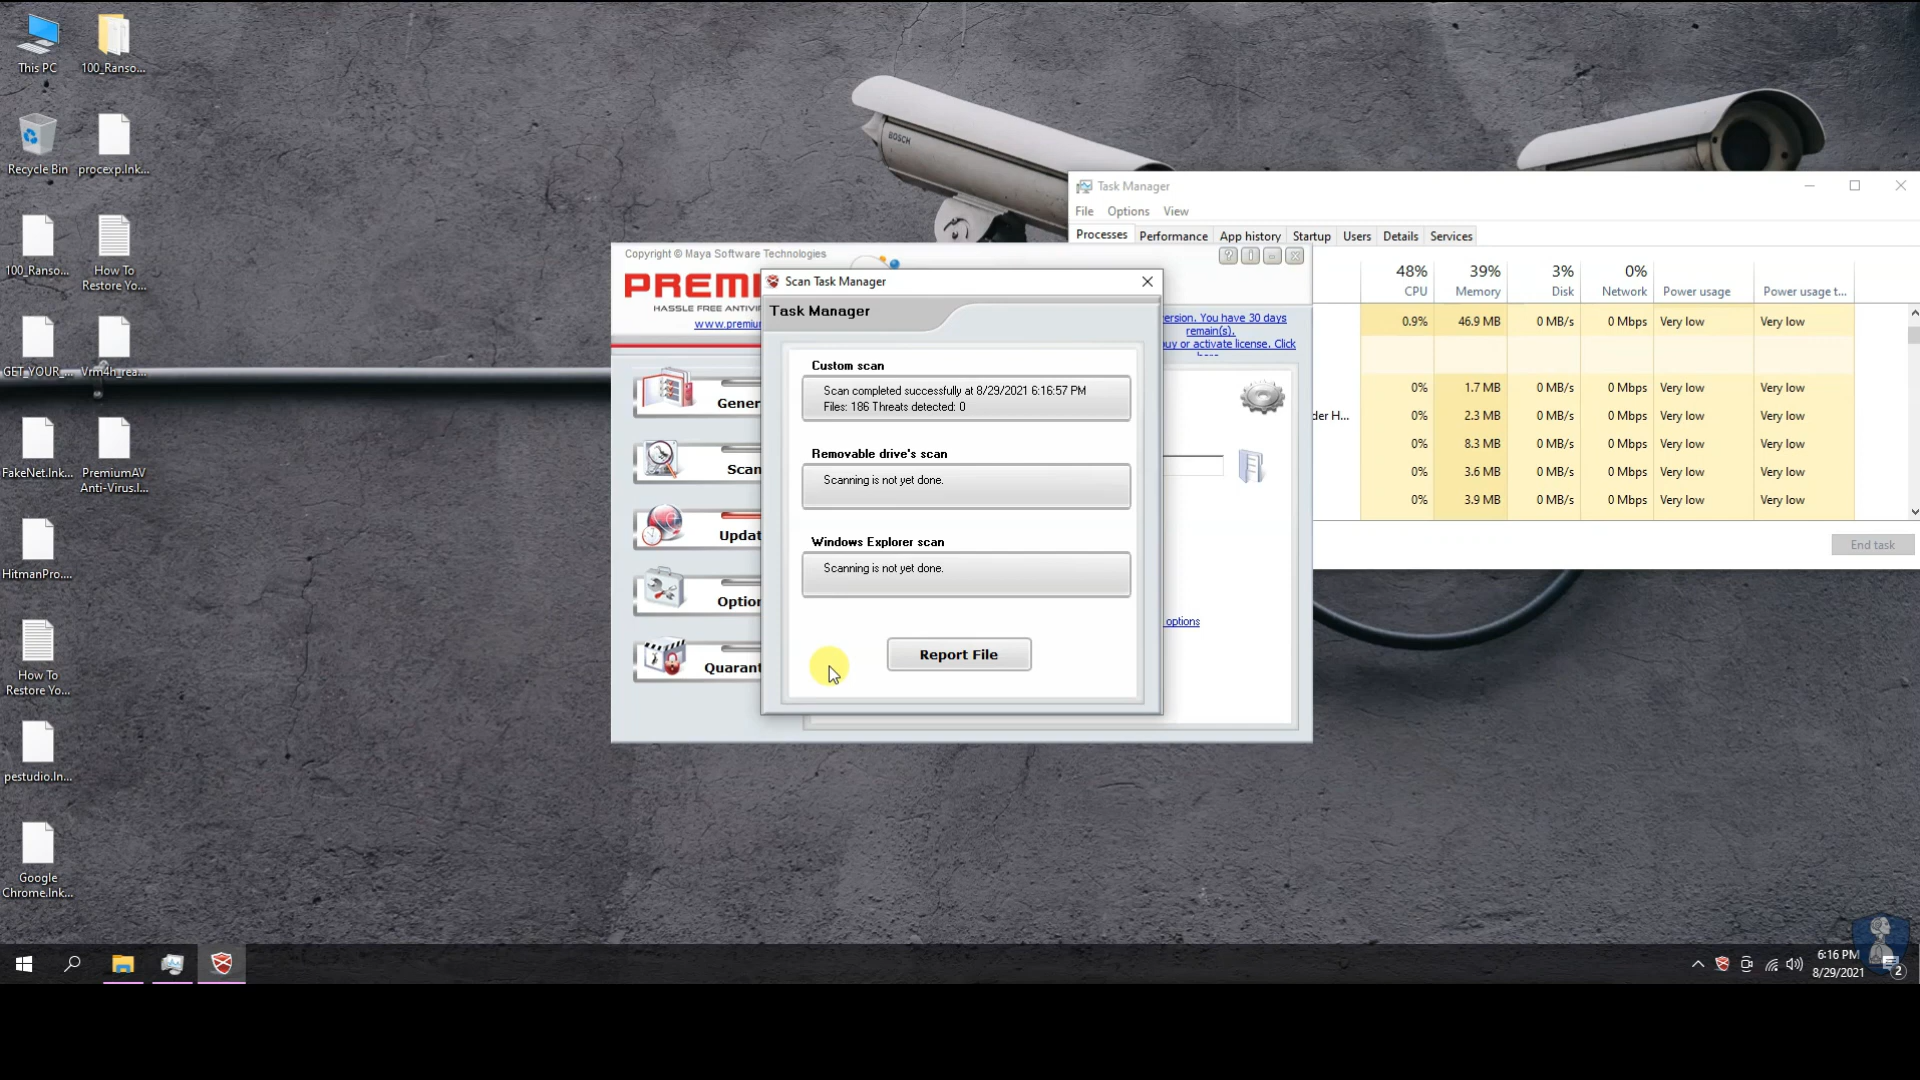 This PC
100_Ranso...
Recycle Bin
procexp.lnk...
100_Ranso...
How To
Restore Yo...
GET_YOUR_...
Vrm4h_rea...
FakeNet.lnk...
PremiumAV
Anti-Virus.l...
HitmanPro....
How To
Restore Yo...
pestudio.ln...
Google
Chrome.lnk...
BOSCH
Task Manager
File Options View
Processes Performance App history Startup Users Details Services
48% 39% 3% 0%
CPU Memory Disk Network Power usage Power usage t...
0.9% 46.9 MB 0 MB/s 0 Mbps Very low Very low
0% 1.7 MB 0 MB/s 0 Mbps Very low Very low
der H... 0% 2.3 MB 0 MB/s 0 Mbps Very low Very low
0% 8.3 MB 0 MB/s 0 Mbps Very low Very low
0% 3.6 MB 0 MB/s 0 Mbps Very low Very low
0% 3.9 MB 0 MB/s 0 Mbps Very low Very low
End task
Copyright © Maya Software Technologies
PREMI
HASSLE FREE ANTIVI
www.premiu
ersion. You have 30 days
remain(s).
uy or activate license. Click
Gener
Scan
Updat
Option
Quarant
options
Scan Task Manager
Task Manager
Custom scan
Scan completed successfully at 8/29/2021 6:16:57 PM
Files: 186 Threats detected: 0
Removable drive's scan
Scanning is not yet done.
Windows Explorer scan
Scanning is not yet done.
Report File
6:16 PM
8/29/2021
2